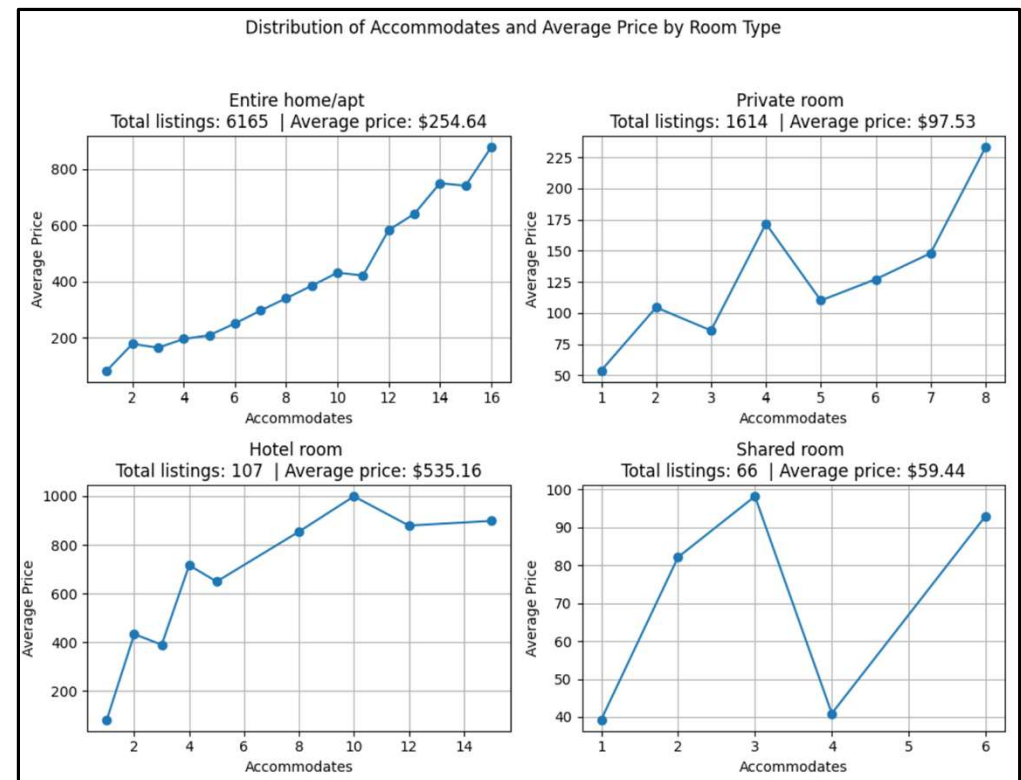 Distribution of Accommodates and Average Price by Room Type
Entire home/apt
Total listings: 6165 | Average price: $254.64
800
600
400
200
Average Price
2 4 6 8 10 12 14 16
Accommodates
Private room
Total listings: 1614 | Average price: $97.53
225
200
175
150
125
100
75
50
Average Price
1 2 3 4 5 6 7 8
Accommodates
Hotel room
Total listings: 107 | Average price: $535.16
1000
800
600
400
200
Average Price
2 4 6 8 10 12 14
Accommodates
Shared room
Total listings: 66 | Average price: $59.44
100
90
80
70
60
50
40
Average Price
1 2 3 4 5 6
Accommodates